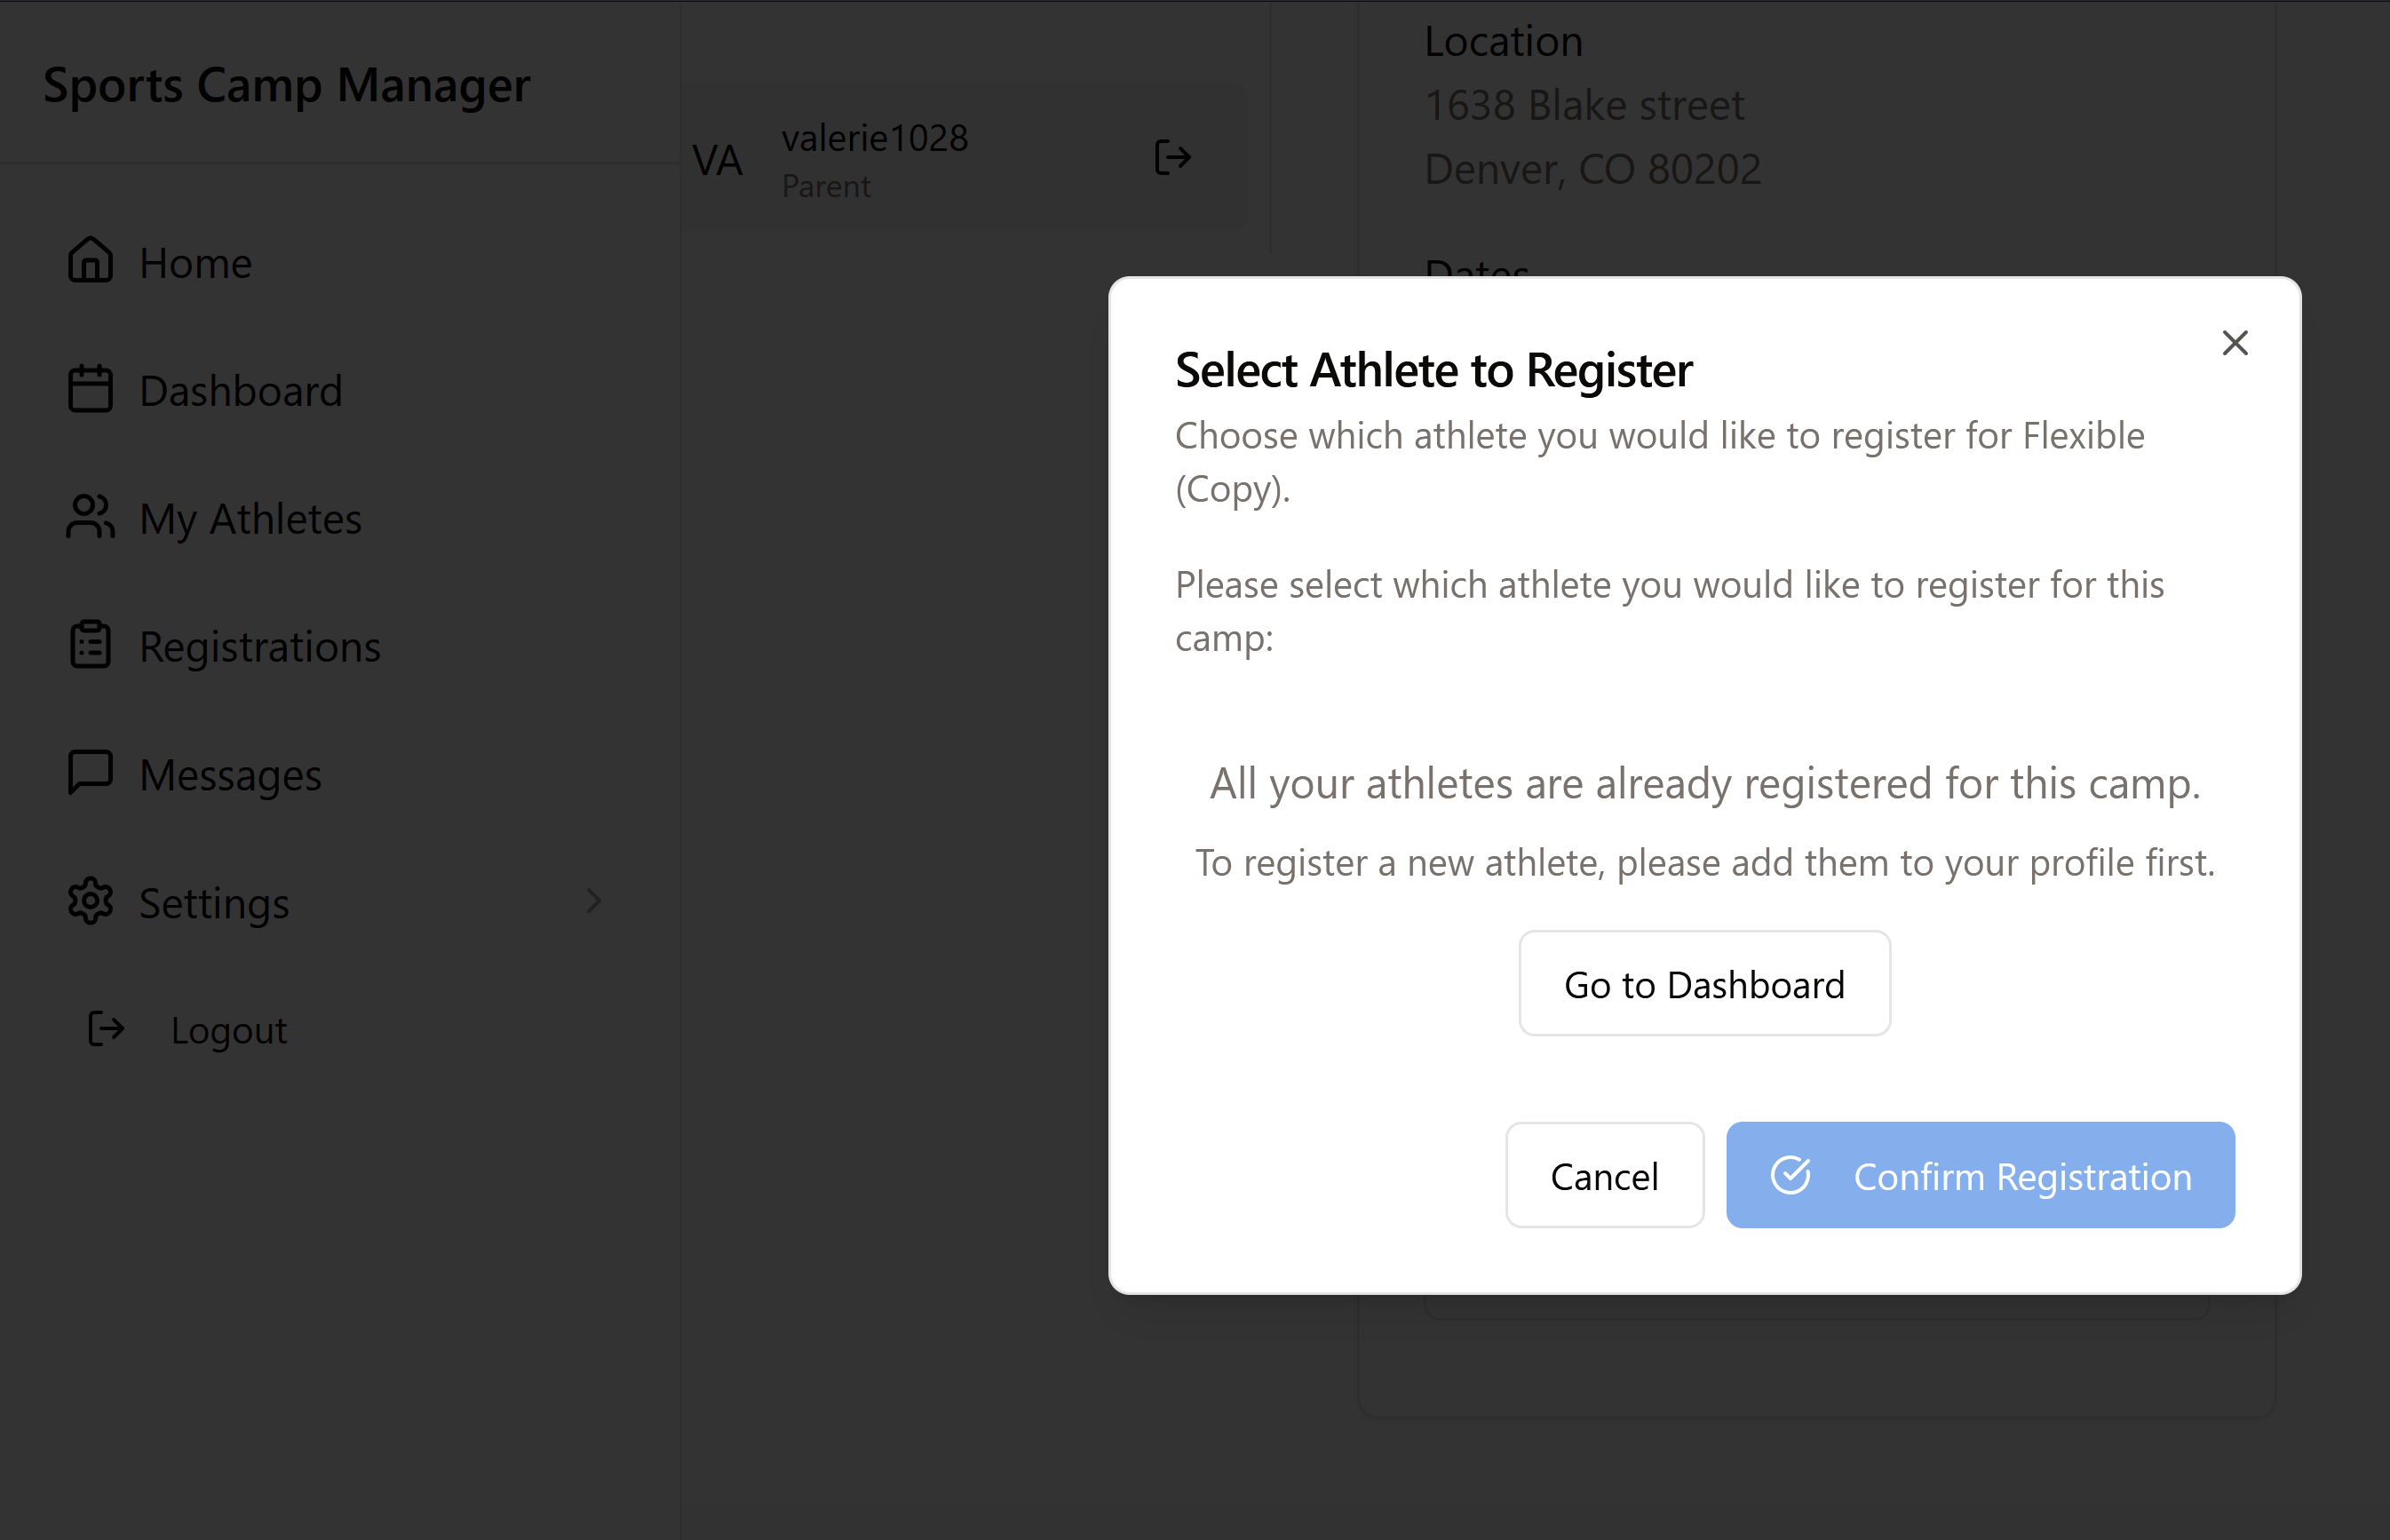 Sports Camp Manager
Home
Dashboard
My Athletes
Registrations
Messages
Settings
Logout
VA
valerie1028
Parent
Location
1638 Blake street
Denver, CO 80202
Dates
Select Athlete to Register
Choose which athlete you would like to register for Flexible
(Copy).
Please select which athlete you would like to register for this
camp:
All your athletes are already registered for this camp.
To register a new athlete, please add them to your profile first.
Go to Dashboard
Cancel
Confirm Registration